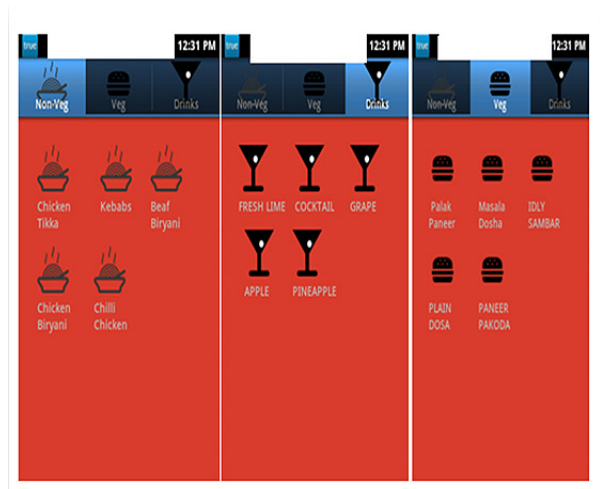 true
12:31 PM
Non-Veg
Veg
Drinks
Chicken
Tikka
Kebabs
Beaf
Biryani
Chicken
Biryani
Chilli
Chicken
true
12:31 PM
Non-Veg
Veg
Drinks
FRESH LIME
COCKTAIL
GRAPE
APPLE
PINEAPPLE
true
12:31 PM
Non-Veg
Veg
Drinks
Palak
Paneer
Masala
Dosha
IDLY
SAMBAR
PLAIN
DOSA
PANEER
PAKODA